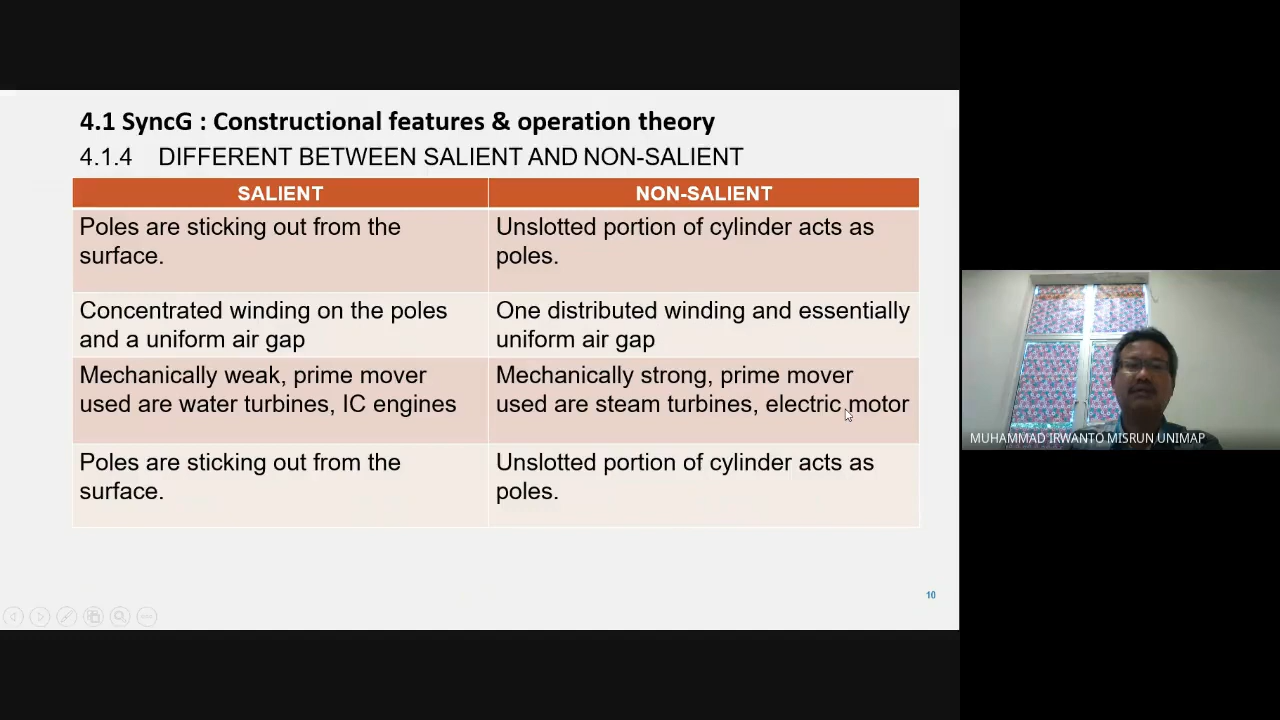 4.1 SyncG : Constructional features & operation theory
4.1.4 DIFFERENT BETWEEN SALIENT AND NON-SALIENT
SALIENT
NON-SALIENT
Poles are sticking out from the
surface.
Unslotted portion of cylinder acts as
poles.
Concentrated winding on the poles
and a uniform air gap
One distributed winding and essentially
uniform air gap
Mechanically weak, prime mover
used are water turbines, IC engines
Mechanically strong, prime mover
used are steam turbines, electric motor
Poles are sticking out from the
surface.
Unslotted portion of cylinder acts as
poles.
10
MUHAMMAD IRWANTO MISRUN UNIMAP